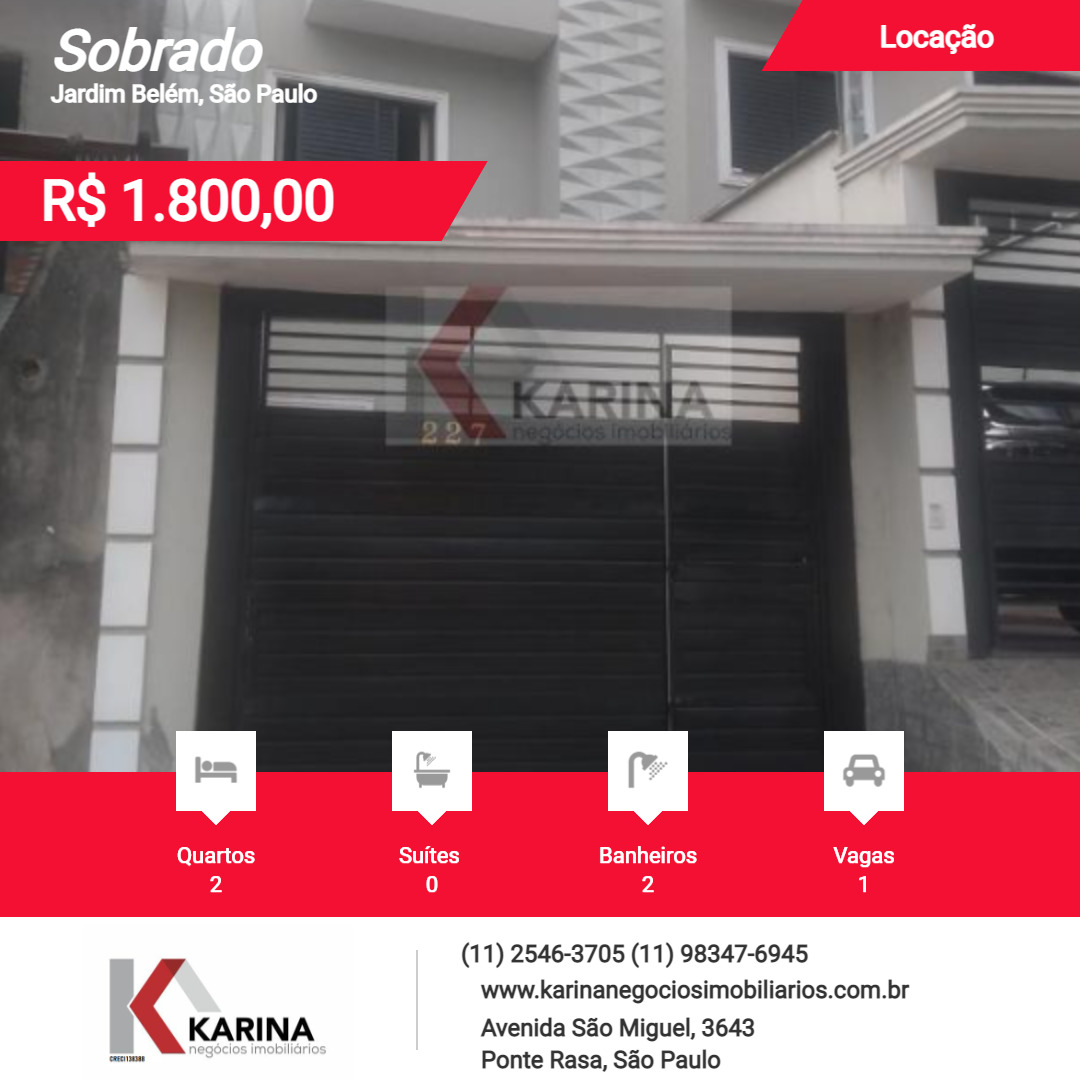 Sobrado
Jardim Belém, São Paulo
Locação
R$ 1.800,00
KARINA
negócios imobiliários
227
Quartos
2
Suítes
0
Banheiros
2
Vagas
1
KARINA
negócios imobiliários
CRECI 138388
(11) 2546-3705 (11) 98347-6945
www.karinanegociosimobiliarios.com.br
Avenida São Miguel, 3643
Ponte Rasa, São Paulo